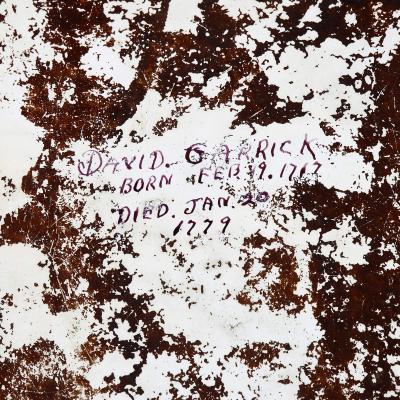 DAVID. GARRICK
BORN FEB 19. 1717
DIED. JAN. 20
1779